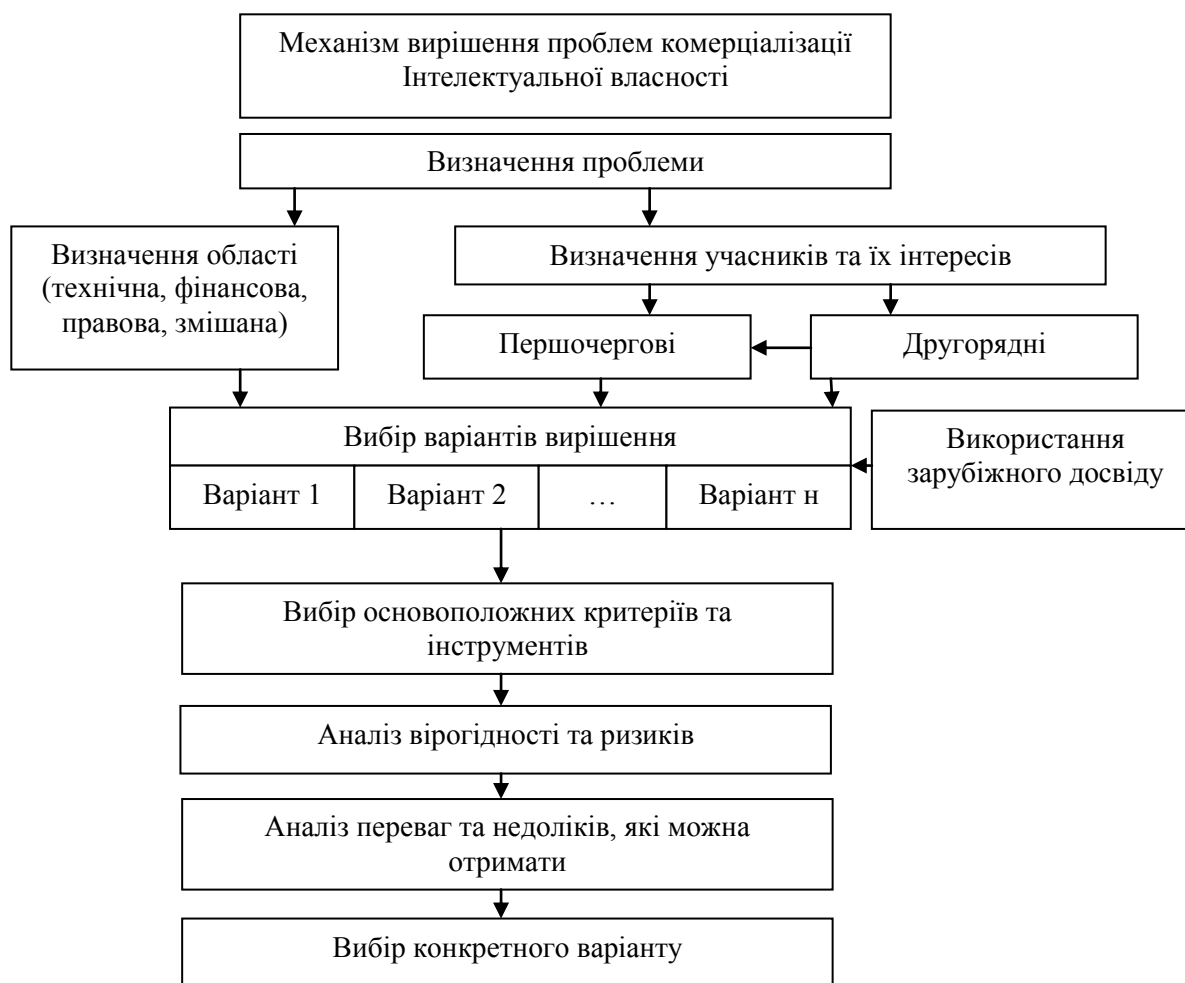 Механізм вирішення проблем комерціалізації
Інтелектуальної власності
Визначення проблеми
Визначення області
(технічна, фінансова,
правова, змішана)
Визначення учасників та їх інтересів
Першочергові
Другорядні
Вибір варіантів вирішення
Варіант 1
Варіант 2
…
Варіант н
Використання
зарубіжного досвіду
Вибір основоположних критеріїв та
інструментів
Аналіз вірогідності та ризиків
Аналіз переваг та недоліків, які можна
отримати
Вибір конкретного варіанту